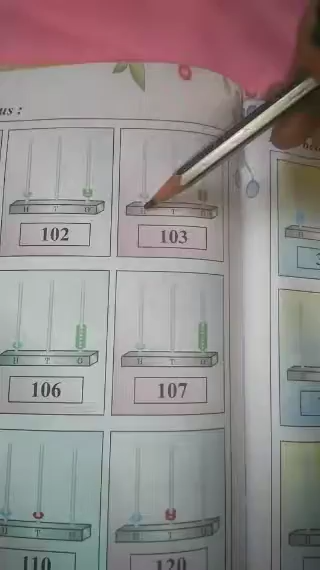 us :
H T O
H T
102
103
H T O
H T O
106
107
H T O
H T O
110
120